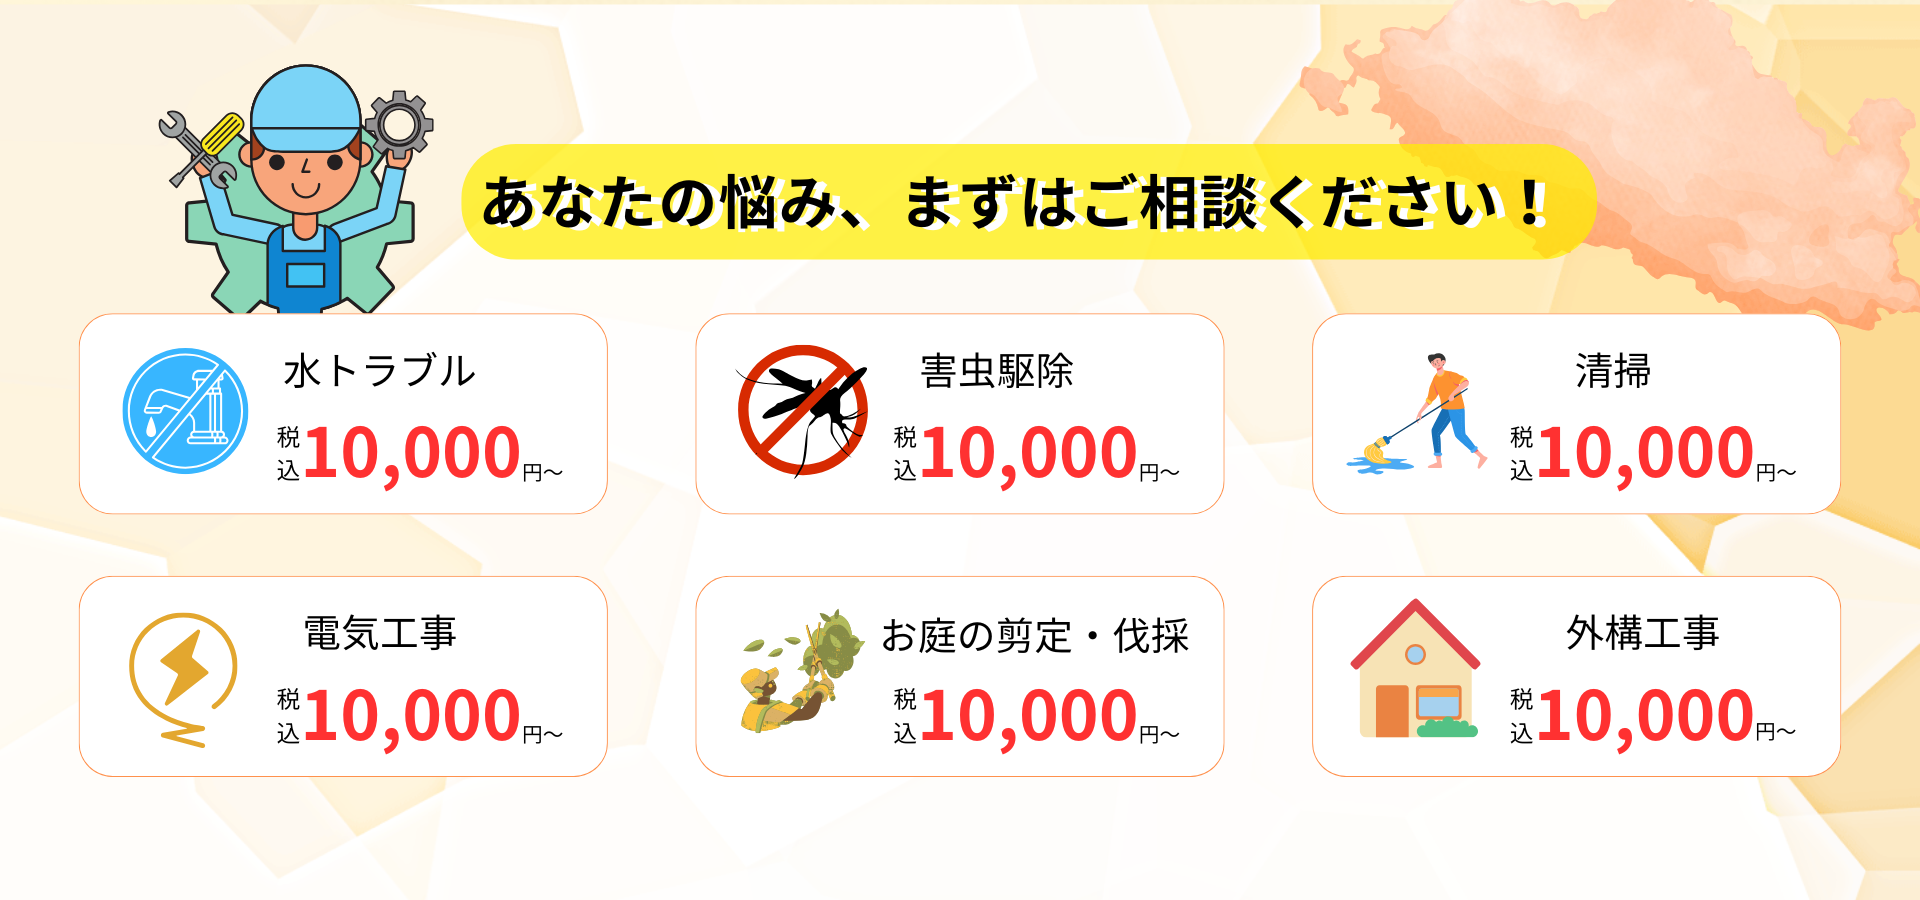 あなたの悩み、まずはご相談ください！
水トラブル
税込10,000円～
害虫駆除
税込10,000円～
清掃
税込10,000円～
電気工事
税込10,000円～
お庭の剪定・伐採
税込10,000円～
外構工事
税込10,000円～